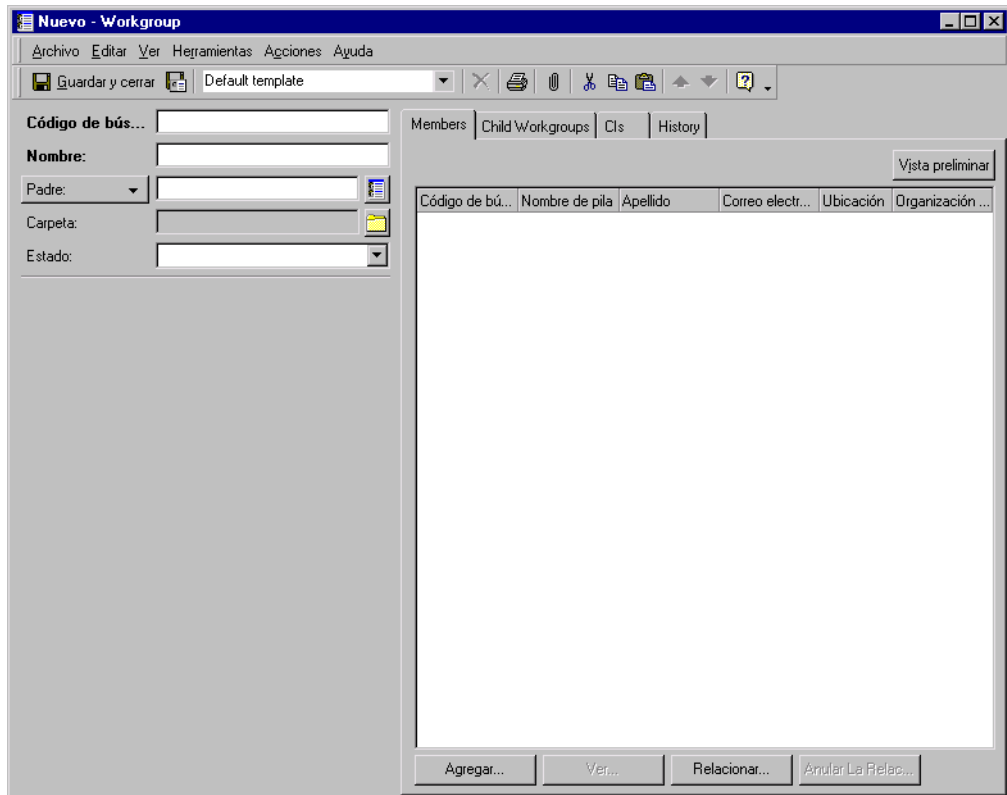 Nuevo - Workgroup
Archivo Editar Ver Herramientas Acciones Ayuda
Guardar y cerrar Default template
Código de bús...
Nombre:
Padre:
Carpeta:
Estado:
Members Child Workgroups CIs History
Vista preliminar
Código de bú... Nombre de pila Apellido Correo electr... Ubicación Organización ...
Agregar... Ver... Relacionar... Anular La Relac...